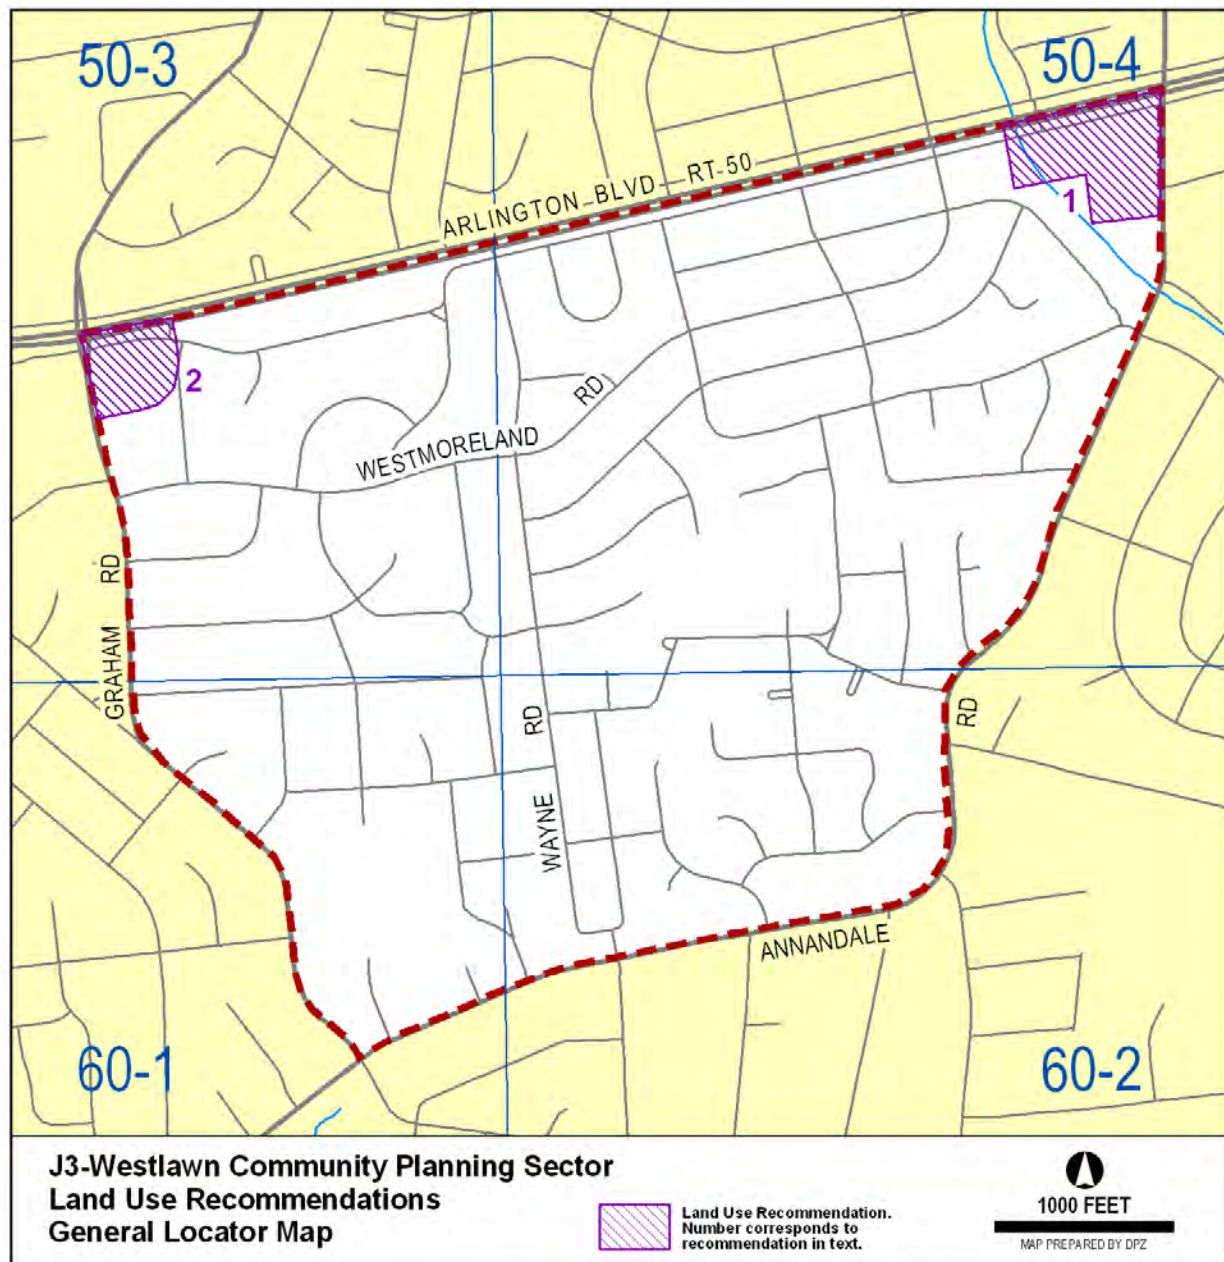 50-3
50-4
ARLINGTON BLVD RT-50
1
2
WESTMORELAND RD
GRAHAM RD
WAYNE RD
RD
ANNANDALE
60-1
60-2
J3-Westlawn Community Planning Sector
Land Use Recommendations
General Locator Map
Land Use Recommendation.
Number corresponds to
recommendation in text.
1000 FEET
MAP PREPARED BY DPZ